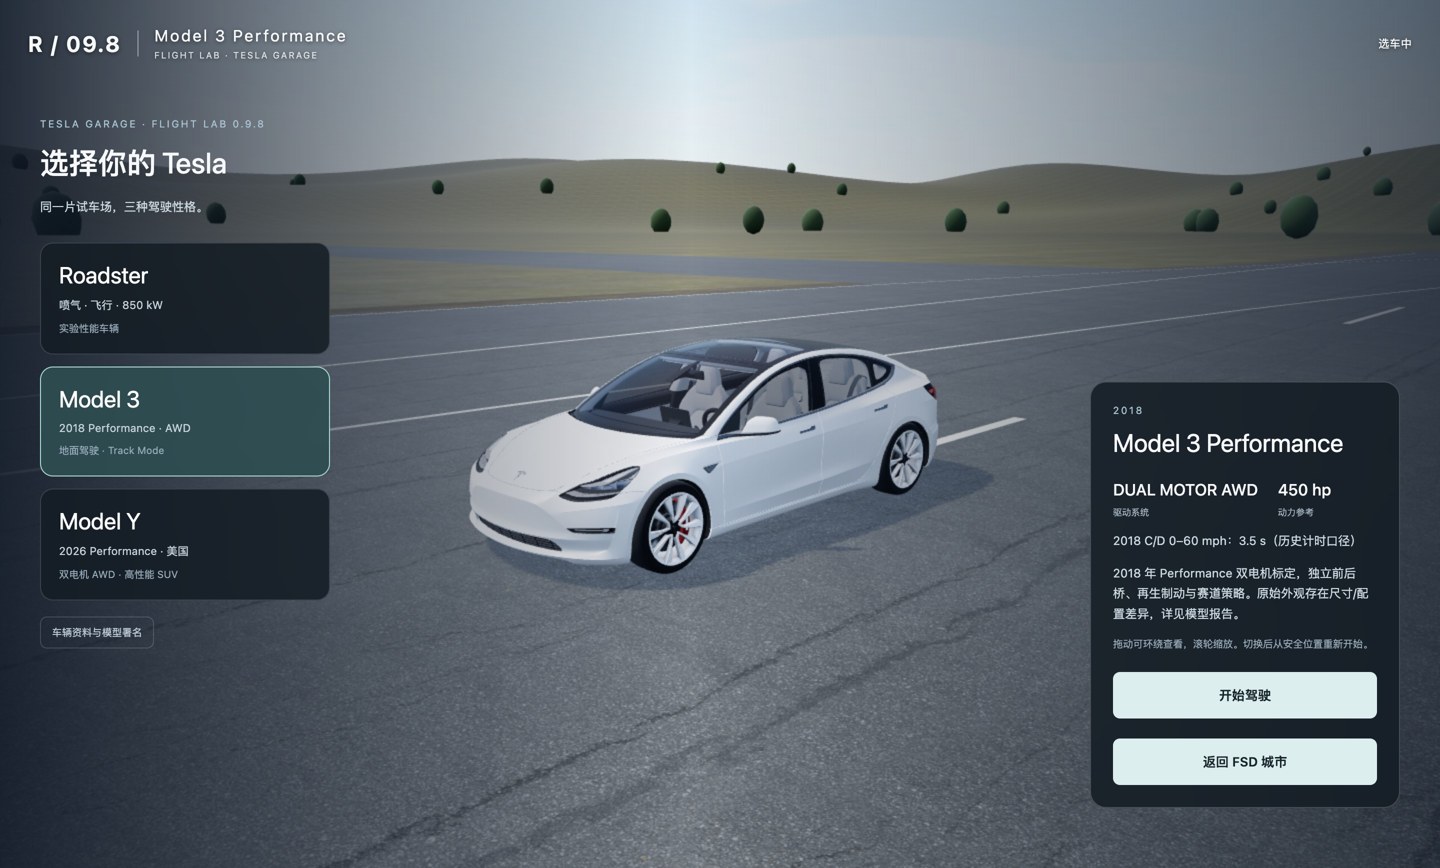 R / 09.8
Model 3 Performance
FLIGHT LAB · TESLA GARAGE
选车中
TESLA GARAGE · FLIGHT LAB 0.9.8
选择你的 Tesla
同一片试车场，三种驾驶性格。
Roadster
喷气 · 飞行 · 850 kW
实验性能车辆
Model 3
2018 Performance · AWD
地面驾驶 · Track Mode
Model Y
2026 Performance · 美国
双电机 AWD · 高性能 SUV
车辆资料与模型署名
2018
Model 3 Performance
DUAL MOTOR AWD
驱动系统
450 hp
动力参考
2018 C/D 0–60 mph：3.5 s（历史计时口径）
2018 年 Performance 双电机标定，独立前后
桥、再生制动与赛道策略。原始外观存在尺寸/配
置差异，详见模型报告。
拖动可环绕查看，滚轮缩放。切换后从安全位置重新开始。
开始驾驶
返回 FSD 城市